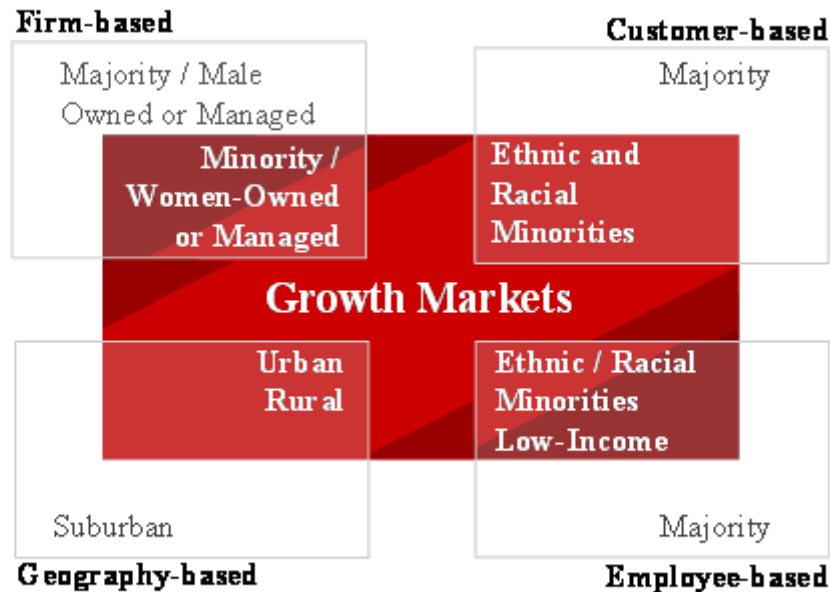 Firm-based
Majority / Male
Owned or Managed
Minority /
Women-Owned
or Managed
Customer-based
Majority
Ethnic and
Racial
Minorities
Growth Markets
Urban
Rural
Suburban
Geography-based
Ethnic / Racial
Minorities
Low-Income
Majority
Employee-based